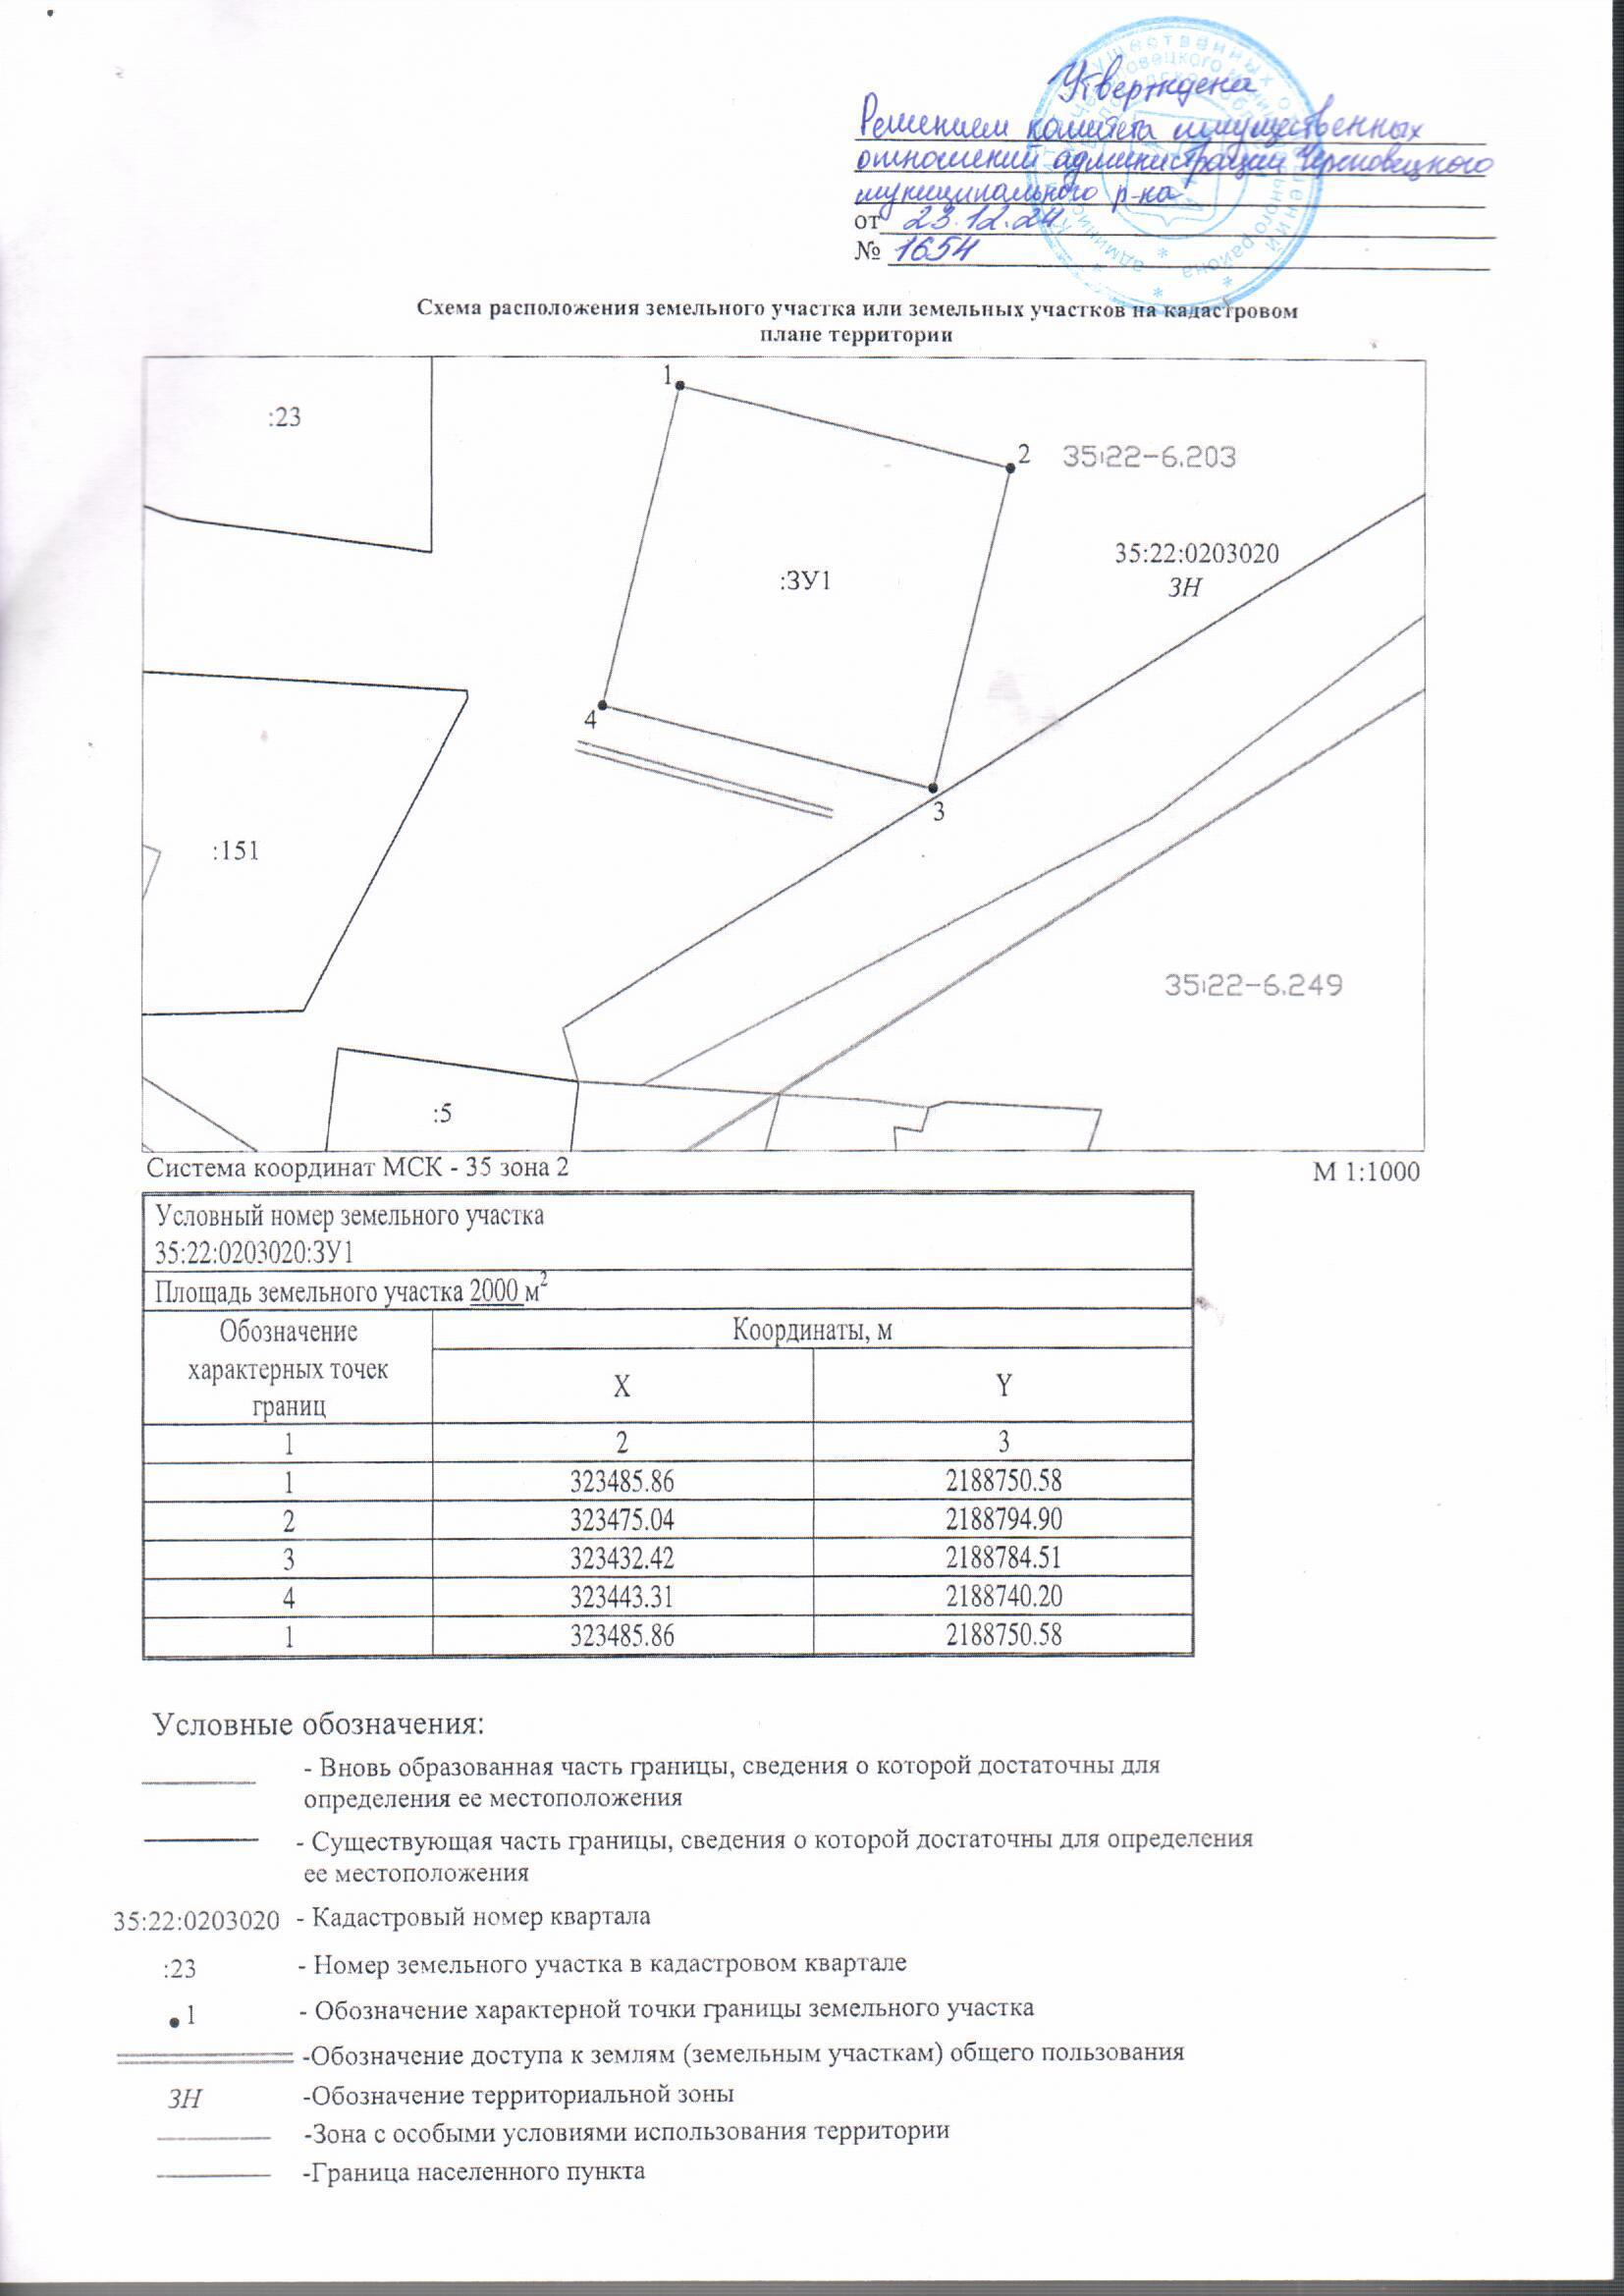 Утверждена
Решением комитета имущественных
отношений администрации Череповецкого
муниципального р-на
от 23.12.24
№ 1654
Схема расположения земельного участка или земельных участков на кадастровом
плане территории
1
:23
2 35:22-6.203
35:22:0203020
:ЗУ1
ЗН
4
3
:151
35:22-6.249
:5
Система координат МСК - 35 зона 2
М 1:1000
Условный номер земельного участка
35:22:0203020:ЗУ1
Площадь земельного участка 2000 м²
Обозначение
характерных точек
границ
Координаты, м
X Y
1 2 3
1 323485.86 2188750.58
2 323475.04 2188794.90
3 323432.42 2188784.51
4 323443.31 2188740.20
1 323485.86 2188750.58
Условные обозначения:
- Вновь образованная часть границы, сведения о которой достаточны для
определения ее местоположения
- Существующая часть границы, сведения о которой достаточны для определения
ее местоположения
35:22:0203020 - Кадастровый номер квартала
:23 - Номер земельного участка в кадастровом квартале
1 - Обозначение характерной точки границы земельного участка
-Обозначение доступа к землям (земельным участкам) общего пользования
ЗН -Обозначение территориальной зоны
-Зона с особыми условиями использования территории
-Граница населенного пункта